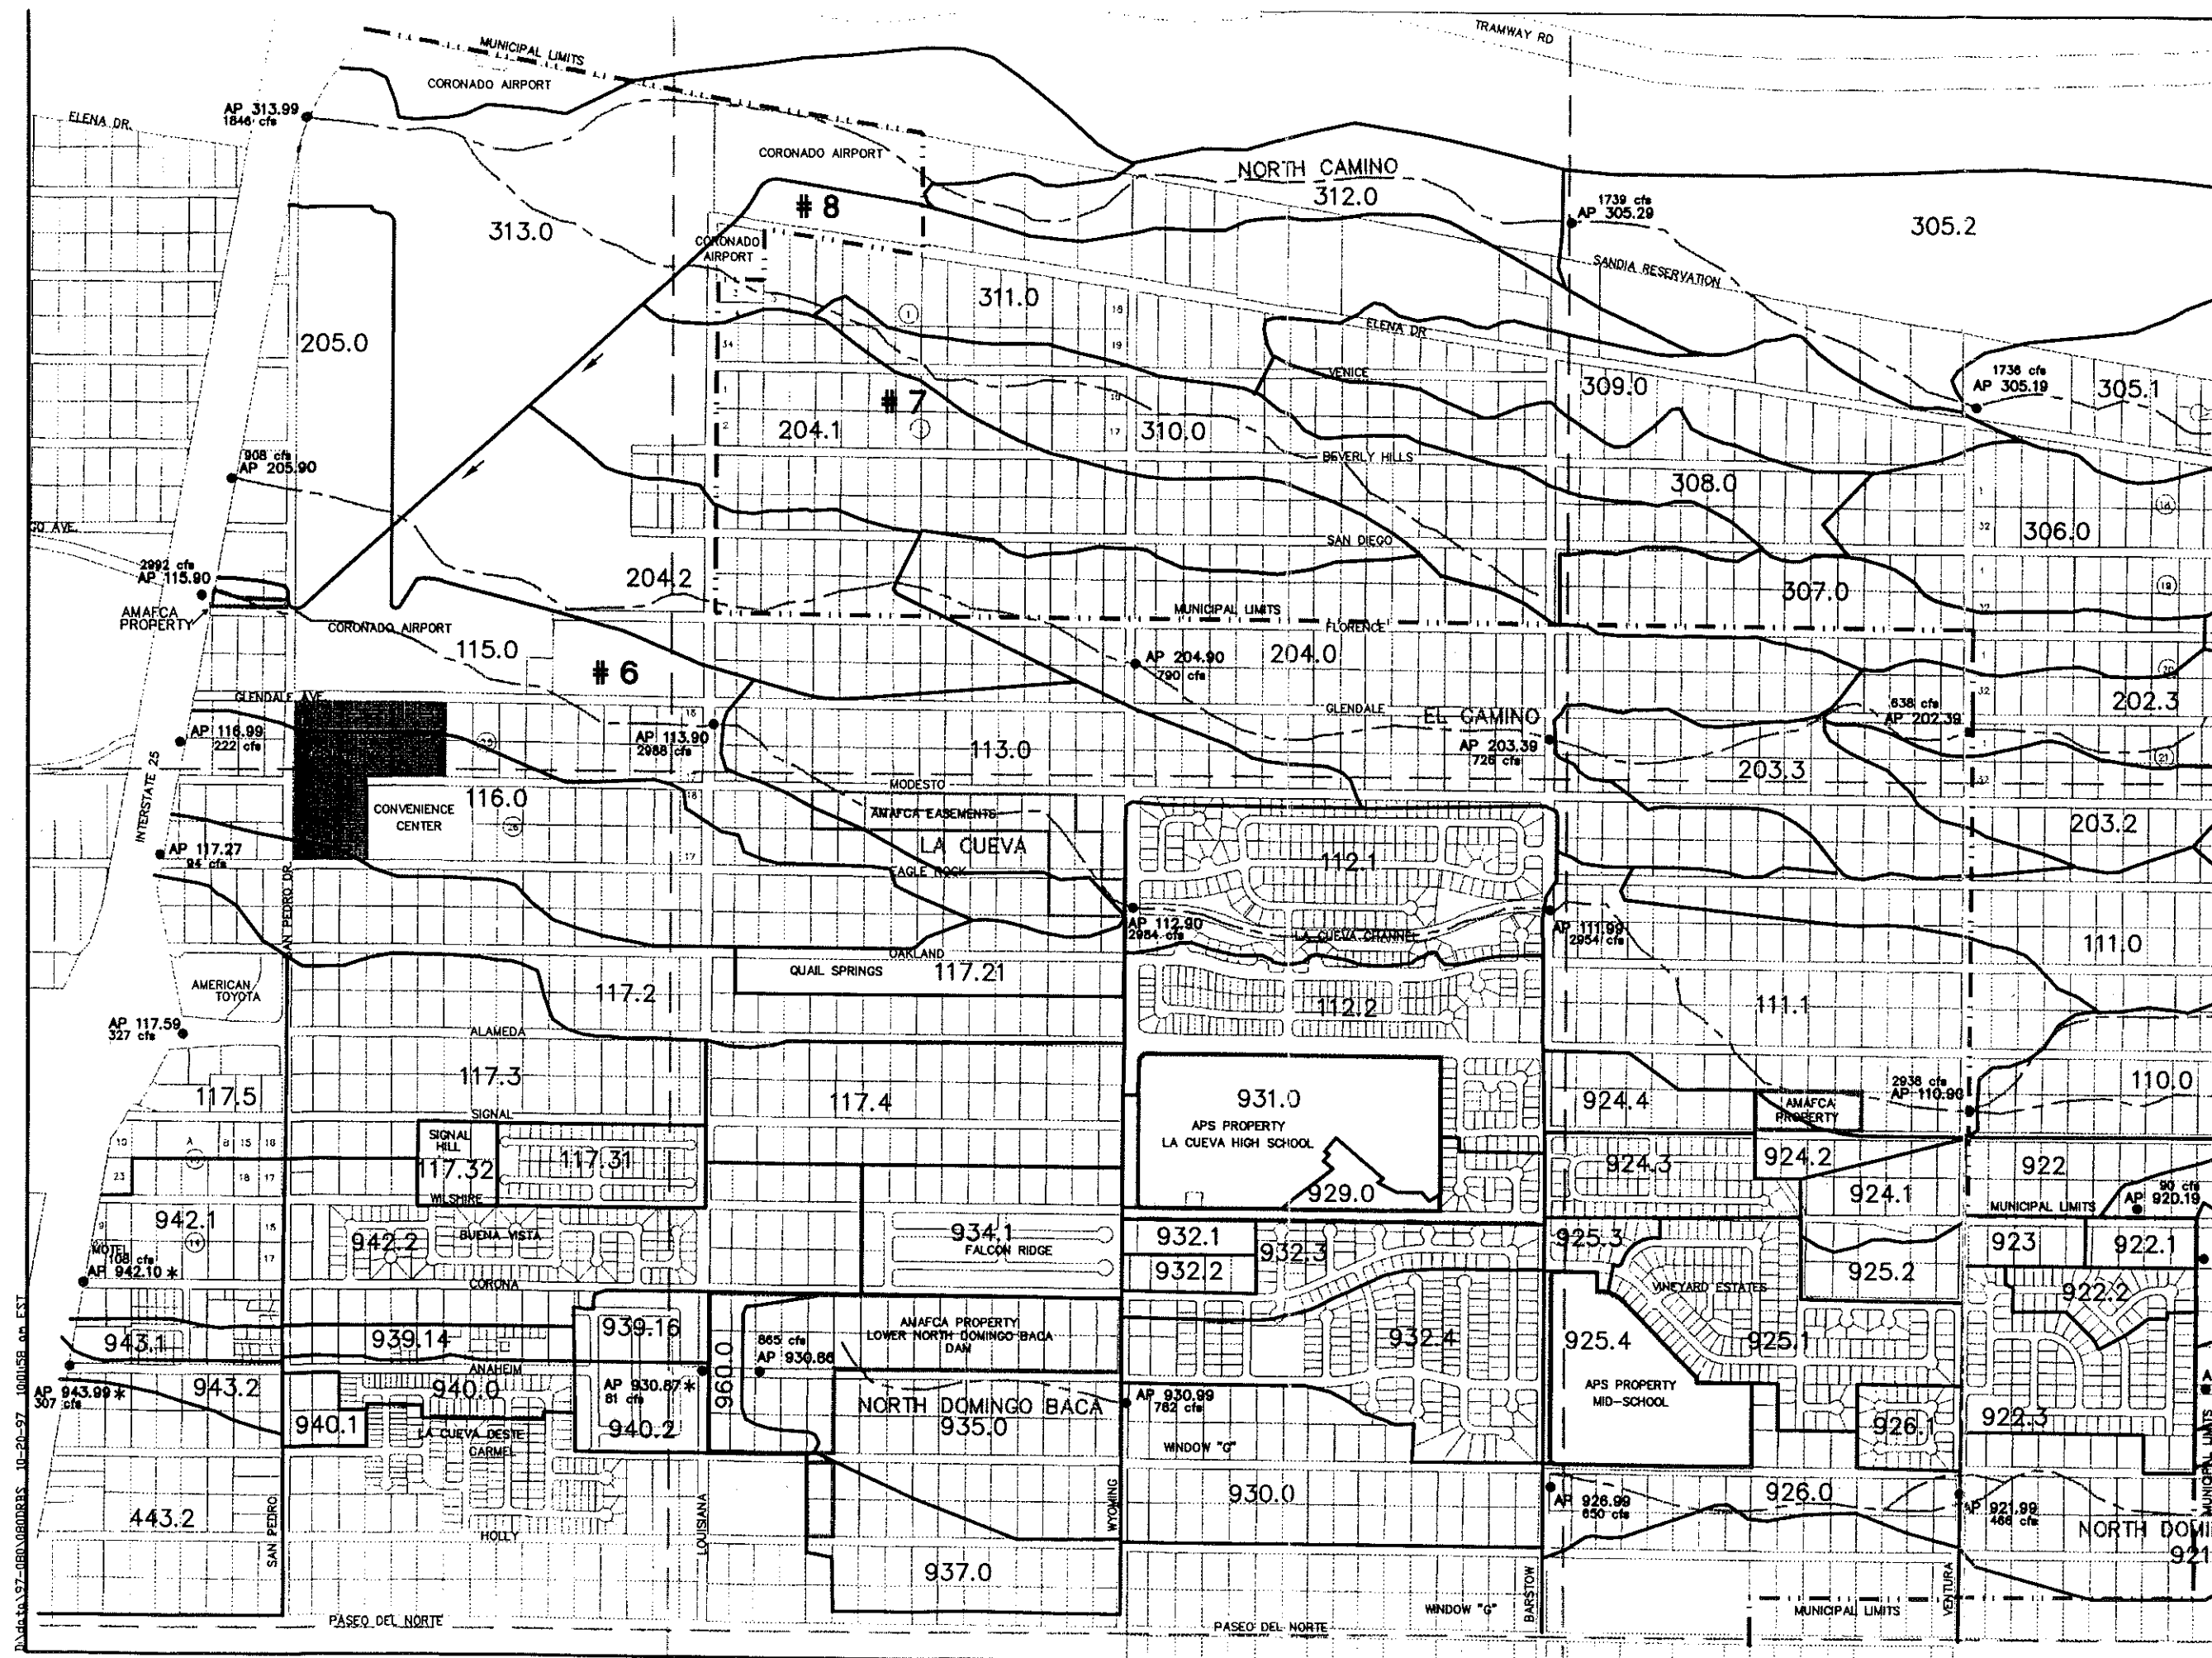 TRAMWAY RD
MUNICIPAL LIMITS
CORONADO AIRPORT
AP 313.99
1846 cfs
ELENA DR.
CORONADO AIRPORT
NORTH CAMINO
312.0
# 8
1739 cfs
AP 305.29
305.2
313.0
CORONADO
AIRPORT
SANDIA RESERVATION
311.0
1
18
19
34
ELENA DR
205.0
VENICE
309.0
1736 cfs
AP 305.19
305.1
# 7
204.1
310.0
17
BEVERLY HILLS
308.0
908 cfs
AP 205.90
306.0
32
SAN DIEGO
GO AVE.
2992 cfs
AP 115.90
204.2
307.0
19
AMAFCA
PROPERTY
MUNICIPAL LIMITS
FLORENCE
CORONADO AIRPORT
115.0
# 6
AP 204.90
790 cfs
204.0
20
32
GLENDALE AVE.
202.3
GLENDALE
EL CAMINO
638 cfs
AP 202.39
AP 116.99
222 cfs
AP 113.90
2988 cfs
113.0
AP 203.39
726 cfs
203.3
21
INTERSTATE 25
MODESTO
116.0
CONVENIENCE
CENTER
AMAFCA EASEMENTS
LA CUEVA
203.2
AP 117.27
94 cfs
EAGLE ROCK
112.1
SAN PEDRO DR.
AP 112.90
2984 cfs
LA CUEVA CHANNEL
AP 111.99
2954 cfs
111.0
OAKLAND
QUAIL SPRINGS
117.21
AMERICAN
TOYOTA
117.2
112.2
111.1
AP 117.59
327 cfs
ALAMEDA
117.3
117.5
117.4
931.0
924.4
AMAFCA
PROPERTY
2938 cfs
AP 110.90
110.0
SIGNAL
APS PROPERTY
LA CUEVA HIGH SCHOOL
SIGNAL
HILL
117.32
117.31
WILSHIRE
924.3
924.2
922
929.0
924.1
90 cfs
AP 920.19
MUNICIPAL LIMITS
942.1
942.2
BUENA VISTA
934.1
FALCON RIDGE
932.1
932.3
925.3
923
922.1
MOTEL
108 cfs
AP 942.10 *
932.2
925.2
CORONA
VINEYARD ESTATES
922.2
943.1
939.14
939.16
960.0
865 cfs
AP 930.86
AMAFCA PROPERTY
LOWER NORTH DOMINGO BACA
DAM
932.4
925.4
925.1
ANAHEIM
AP 943.99 *
307 cfs
943.2
940.0
AP 930.87 *
81 cfs
APS PROPERTY
MID-SCHOOL
AP 930.99
782 cfs
NORTH DOMINGO BACA
935.0
940.1
LA CUEVA DESTE
CARMEL
940.2
926.1
922.3
WINDOW "G"
MUNICIPAL LIMITS
443.2
SAN PEDRO
HOLLY
LOUISIANA
WYOMING
930.0
AP 926.99
650 cfs
926.0
AP 921.99
466 cfs
NORTH DOMI
921
937.0
BARSTOW
VENTURA
WINDOW "G"
MUNICIPAL LIMITS
PASEO DEL NORTE
PASEO DEL NORTE